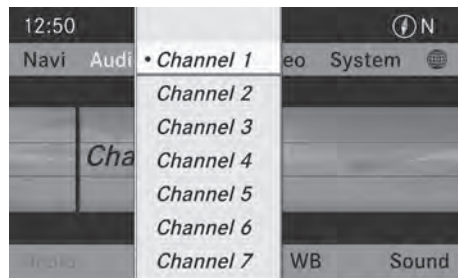 12:50 N
Navi Audi • Channel 1 eo System
Channel 2
Channel 3
Cha Channel 4
Channel 5
Channel 6
Channel 7 WB Sound